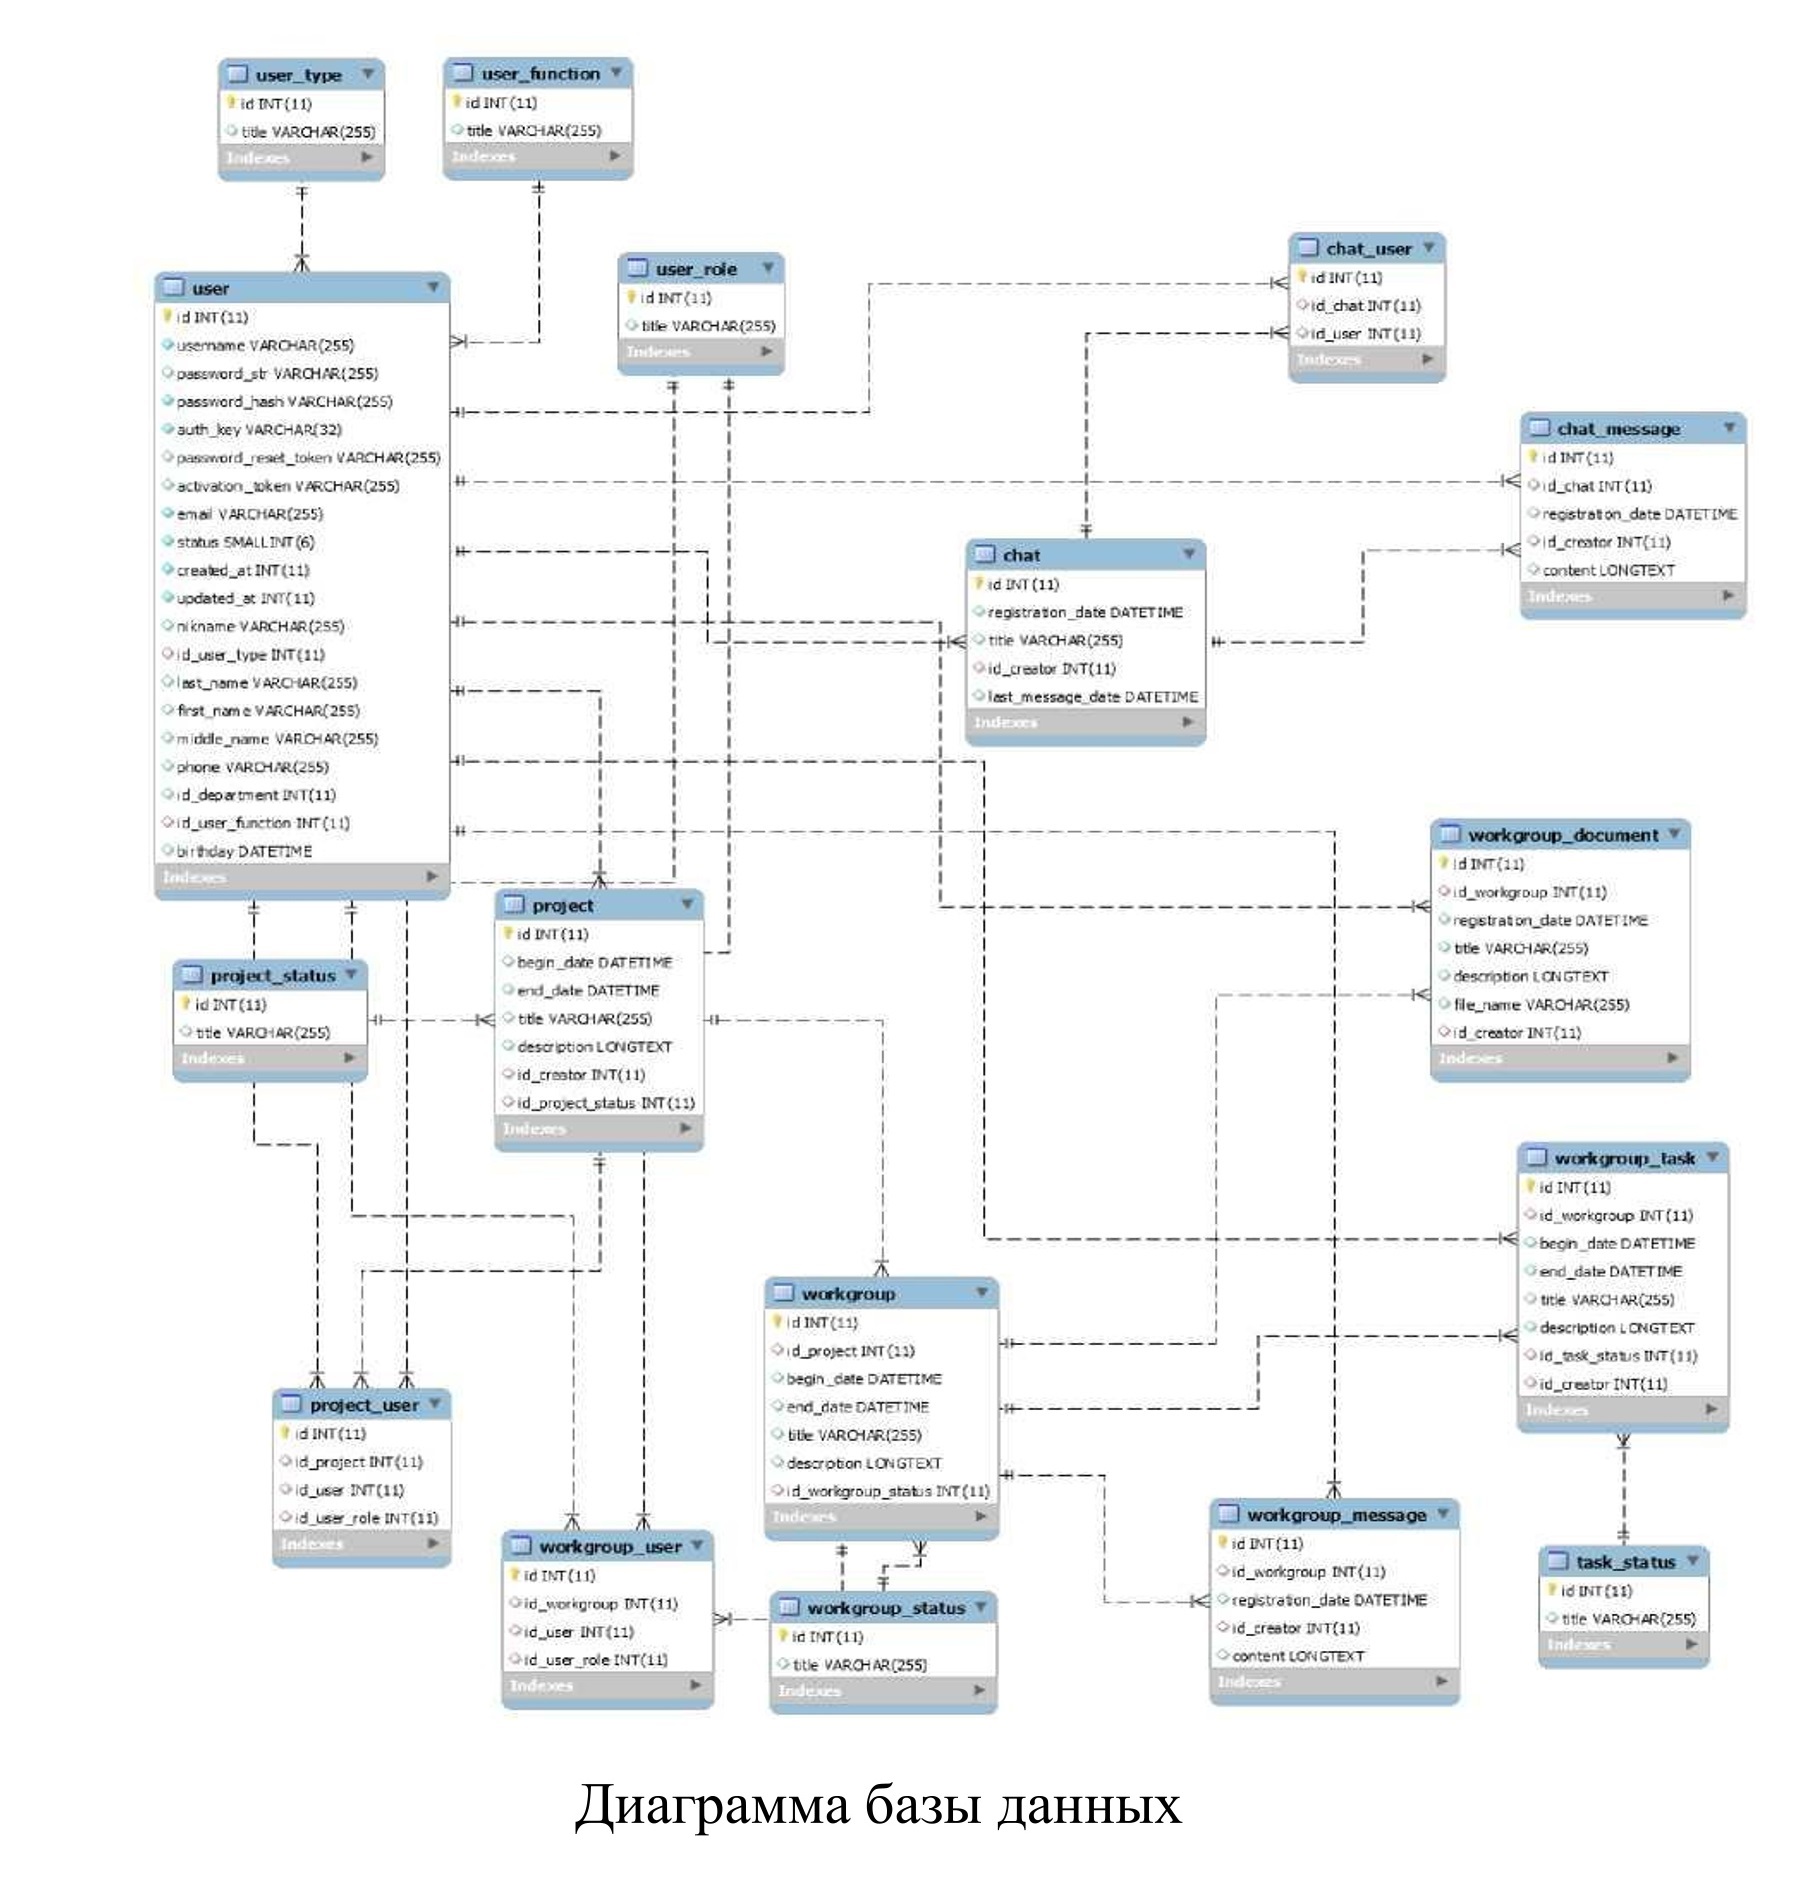 user_type
id INT(11)
title VARCHAR(255)
Indexes
user_function
id INT(11)
title VARCHAR(255)
Indexes
user
id INT(11)
username VARCHAR(255)
password_str VARCHAR(255)
password_hash VARCHAR(255)
auth_key VARCHAR(32)
password_reset_token VARCHAR(255)
activation_token VARCHAR(255)
email VARCHAR(255)
status SMALLINT(6)
created_at INT(11)
updated_at INT(11)
nikname VARCHAR(255)
id_user_type INT(11)
last_name VARCHAR(255)
first_name VARCHAR(255)
middle_name VARCHAR(255)
phone VARCHAR(255)
id_department INT(11)
id_user_function INT(11)
birthday DATETIME
Indexes
user_role
id INT(11)
title VARCHAR(255)
Indexes
chat_user
id INT(11)
id_chat INT(11)
id_user INT(11)
Indexes
chat_message
id INT(11)
id_chat INT(11)
registration_date DATETIME
id_creator INT(11)
content LONGTEXT
Indexes
chat
id INT(11)
registration_date DATETIME
title VARCHAR(255)
id_creator INT(11)
last_message_date DATETIME
Indexes
workgroup_document
id INT(11)
id_workgroup INT(11)
registration_date DATETIME
title VARCHAR(255)
description LONGTEXT
file_name VARCHAR(255)
id_creator INT(11)
Indexes
project_status
id INT(11)
title VARCHAR(255)
Indexes
project
id INT(11)
begin_date DATETIME
end_date DATETIME
title VARCHAR(255)
description LONGTEXT
id_creator INT(11)
id_project_status INT(11)
Indexes
workgroup_task
id INT(11)
id_workgroup INT(11)
begin_date DATETIME
end_date DATETIME
title VARCHAR(255)
description LONGTEXT
id_task_status INT(11)
id_creator INT(11)
Indexes
workgroup
id INT(11)
id_project INT(11)
begin_date DATETIME
end_date DATETIME
title VARCHAR(255)
description LONGTEXT
id_workgroup_status INT(11)
Indexes
project_user
id INT(11)
id_project INT(11)
id_user INT(11)
id_user_role INT(11)
Indexes
workgroup_user
id INT(11)
id_workgroup INT(11)
id_user INT(11)
id_user_role INT(11)
Indexes
workgroup_status
id INT(11)
title VARCHAR(255)
Indexes
workgroup_message
id INT(11)
id_workgroup INT(11)
registration_date DATETIME
id_creator INT(11)
content LONGTEXT
Indexes
task_status
id INT(11)
title VARCHAR(255)
Indexes
Диаграмма базы данных